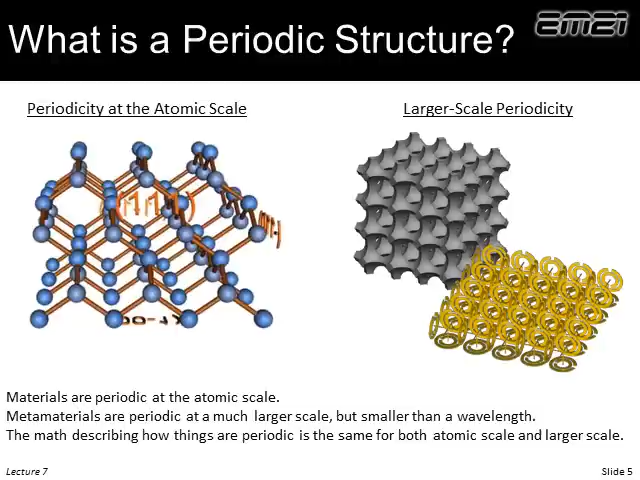 What is a Periodic Structure?
EM21
Periodicity at the Atomic Scale
Larger-Scale Periodicity
Materials are periodic at the atomic scale.
Metamaterials are periodic at a much larger scale, but smaller than a wavelength.
The math describing how things are periodic is the same for both atomic scale and larger scale.
Lecture 7
Slide 5